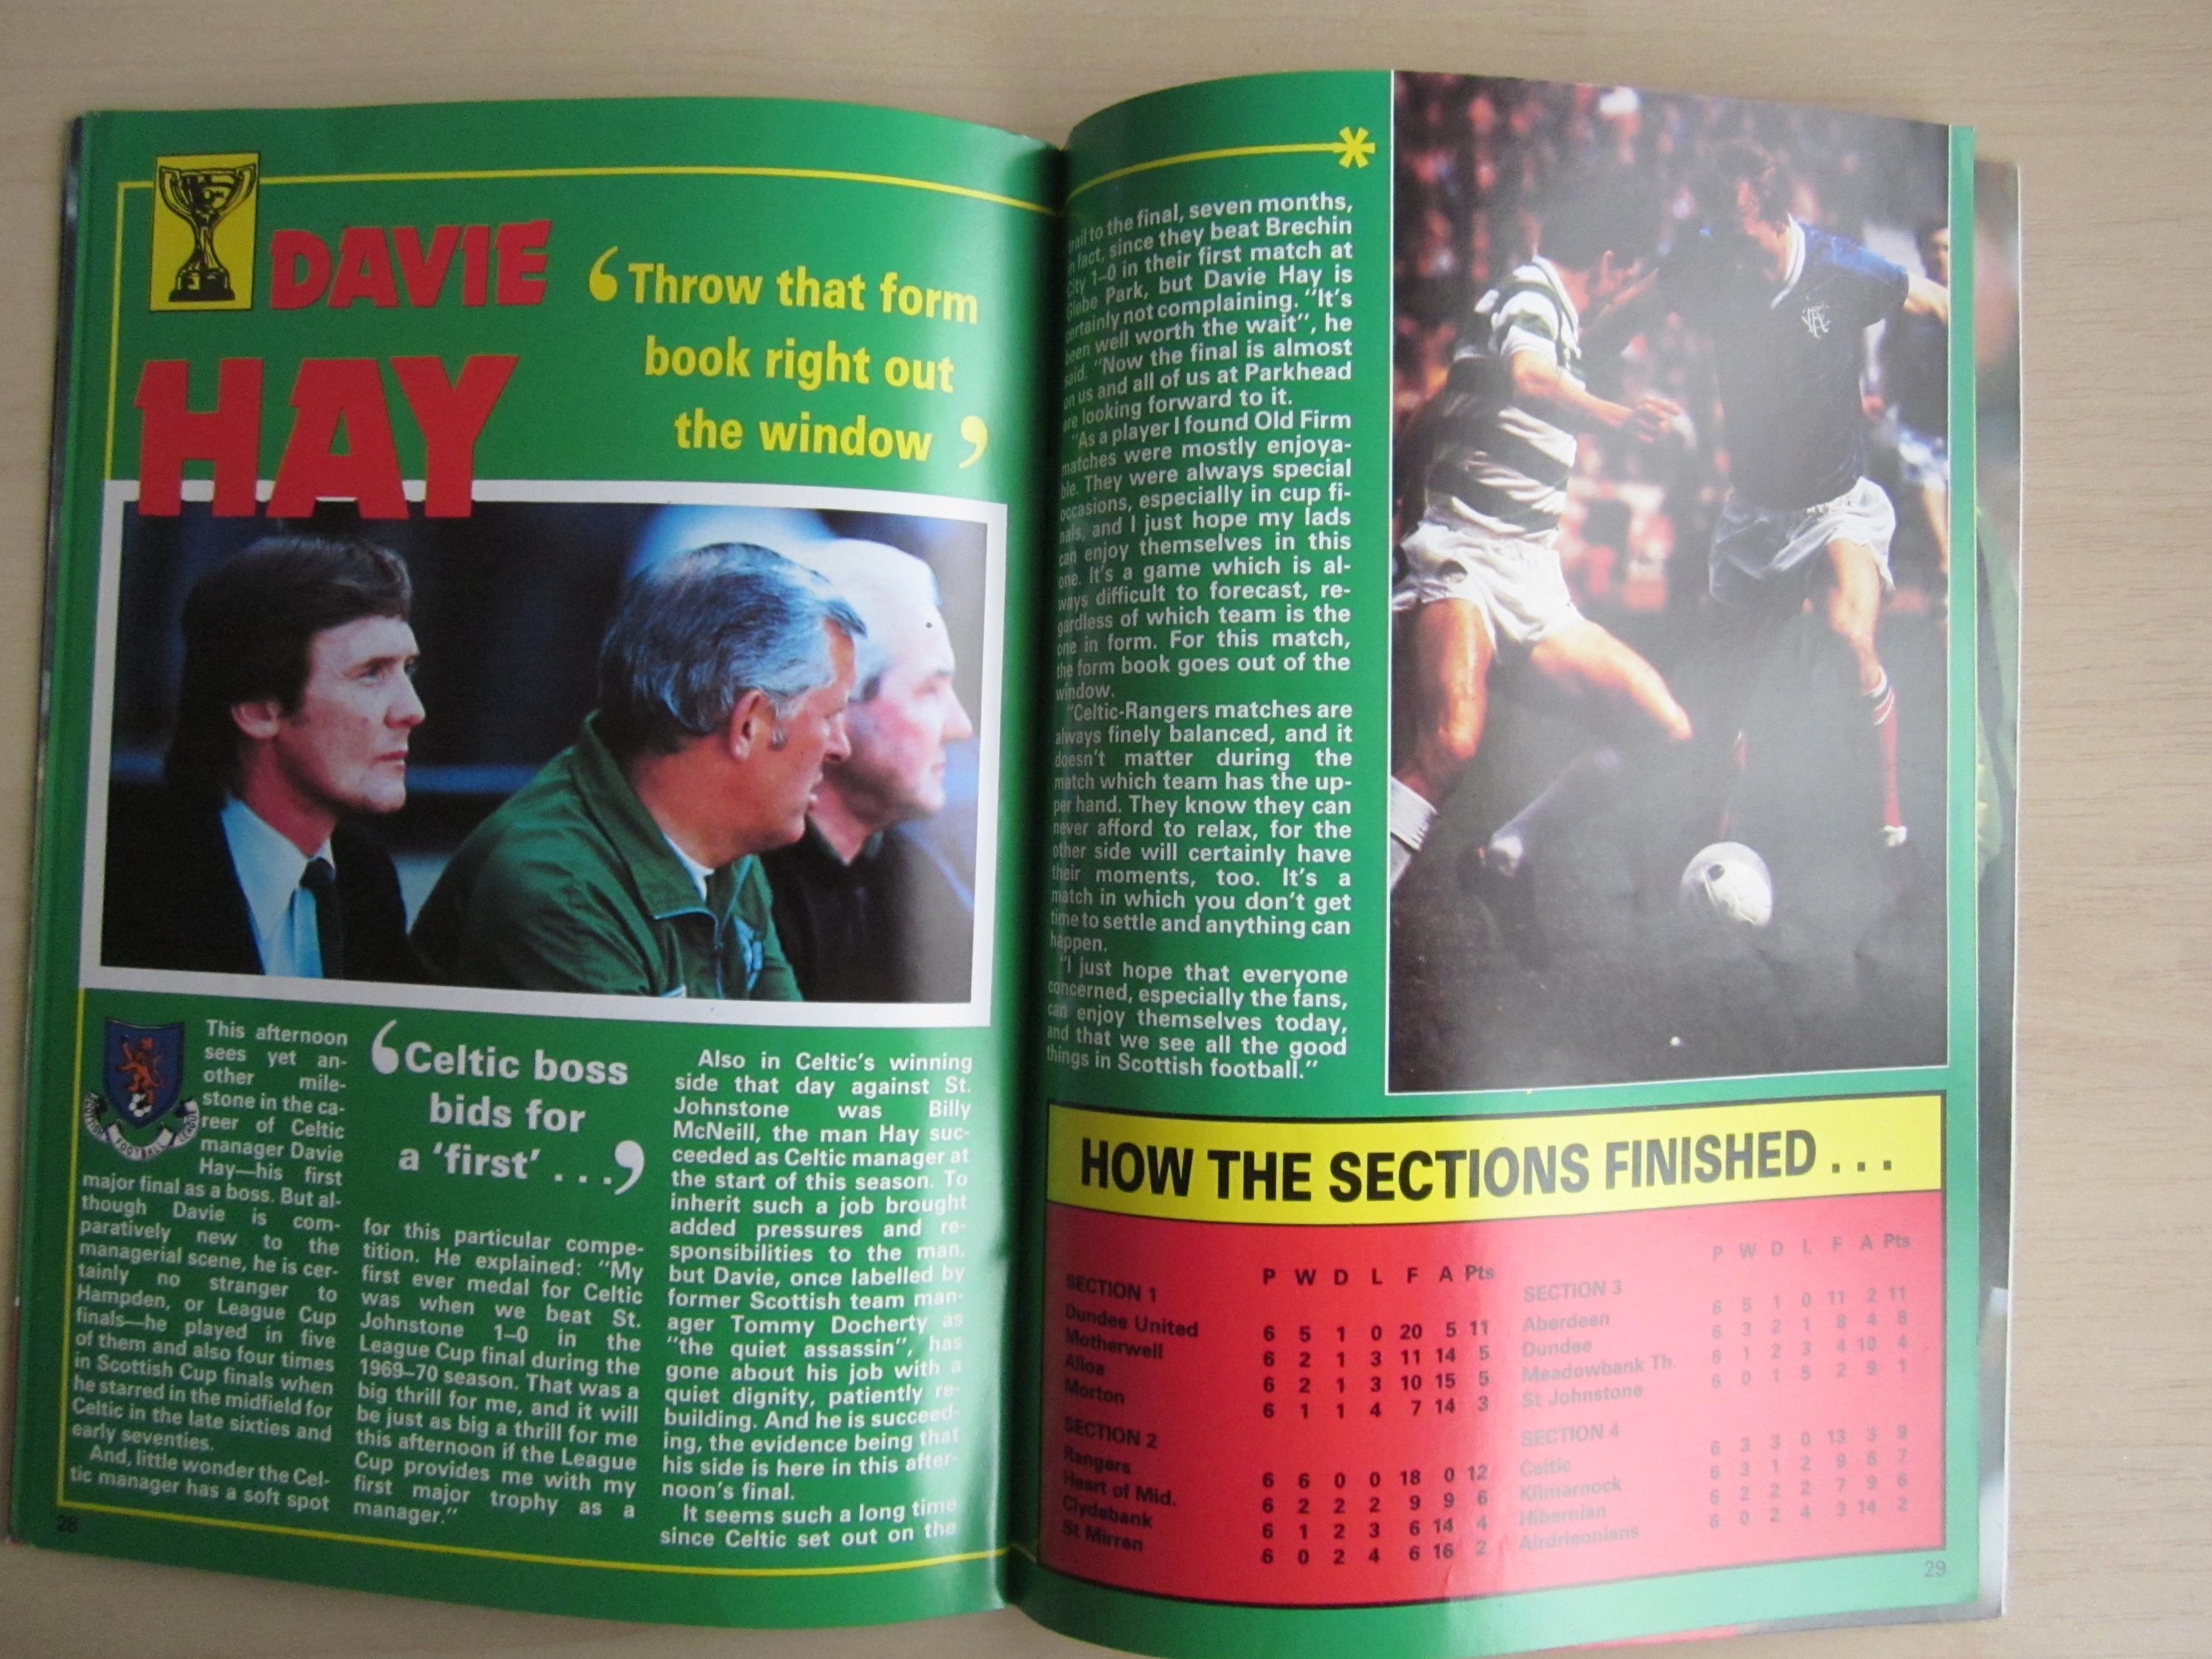 DAVIE
HAY
‘Throw that form
book right out
the window’
This afternoon
sees yet an-
other mile-
stone in the ca-
reer of Celtic
manager Davie
Hay—his first
major final as a boss. But al-
though Davie is com-
paratively new to the
managerial scene, he is cer-
tainly no stranger to
Hampden, or League Cup
finals—he played in five
of them and also four times
in Scottish Cup finals when
he starred in the midfield for
Celtic in the late sixties and
early seventies.
And, little wonder the Cel-
tic manager has a soft spot
SCOTTISH FOOTBALL LEAGUE
‘Celtic boss
bids for
a ‘first’ . . .’
for this particular compe-
tition. He explained: “My
first ever medal for Celtic
was when we beat St.
Johnstone 1–0 in the
League Cup final during the
1969–70 season. That was a
big thrill for me, and it will
be just as big a thrill for me
this afternoon if the League
Cup provides me with my
first major trophy as a
manager.”
Also in Celtic’s winning
side that day against St.
Johnstone was Billy
McNeill, the man Hay suc-
ceeded as Celtic manager at
the start of this season. To
inherit such a job brought
added pressures and re-
sponsibilities to the man,
but Davie, once labelled by
former Scottish team man-
ager Tommy Docherty as
“the quiet assassin”, has
gone about his job with a
quiet dignity, patiently re-
building. And he is succeed-
ing, the evidence being that
his side is here in this after-
noon’s final.
It seems such a long time
since Celtic set out on the
28
trail to the final, seven months,
in fact, since they beat Brechin
City 1–0 in their first match at
Glebe Park, but Davie Hay is
certainly not complaining. “It’s
been well worth the wait”, he
said. “Now the final is almost
on us and all of us at Parkhead
are looking forward to it.
“As a player I found Old Firm
matches were mostly enjoya-
ble. They were always special
occasions, especially in cup fi-
nals, and I just hope my lads
can enjoy themselves in this
one. It’s a game which is al-
ways difficult to forecast, re-
gardless of which team is the
one in form. For this match,
the form book goes out of the
window.
“Celtic-Rangers matches are
always finely balanced, and it
doesn’t matter during the
match which team has the up-
per hand. They know they can
never afford to relax, for the
other side will certainly have
their moments, too. It’s a
match in which you don’t get
time to settle and anything can
happen.
“I just hope that everyone
concerned, especially the fans,
can enjoy themselves today,
and that we see all the good
things in Scottish football.”
HOW THE SECTIONS FINISHED . . .
P W D L F A Pts
SECTION 1
Dundee United 6 5 1 0 20 5 11
Motherwell 6 2 1 3 11 14 5
Alloa 6 2 1 3 10 15 5
Morton 6 1 1 4 7 14 3
SECTION 2
Rangers 6 6 0 0 18 0 12
Heart of Mid. 6 2 2 2 9 9 6
Clydebank 6 1 2 3 6 14 4
St Mirren 6 0 2 4 6 16 2
P W D L F A Pts
SECTION 3
Aberdeen 6 5 1 0 11 2 11
Dundee 6 3 2 1 8 4 8
Meadowbank Th. 6 1 2 3 4 10 4
St Johnstone 6 0 1 5 2 9 1
SECTION 4
Celtic 6 3 3 0 13 3 9
Kilmarnock 6 3 1 2 9 6 7
Hibernian 6 2 2 2 7 9 6
Airdrieonians 6 0 2 4 3 14 2
29